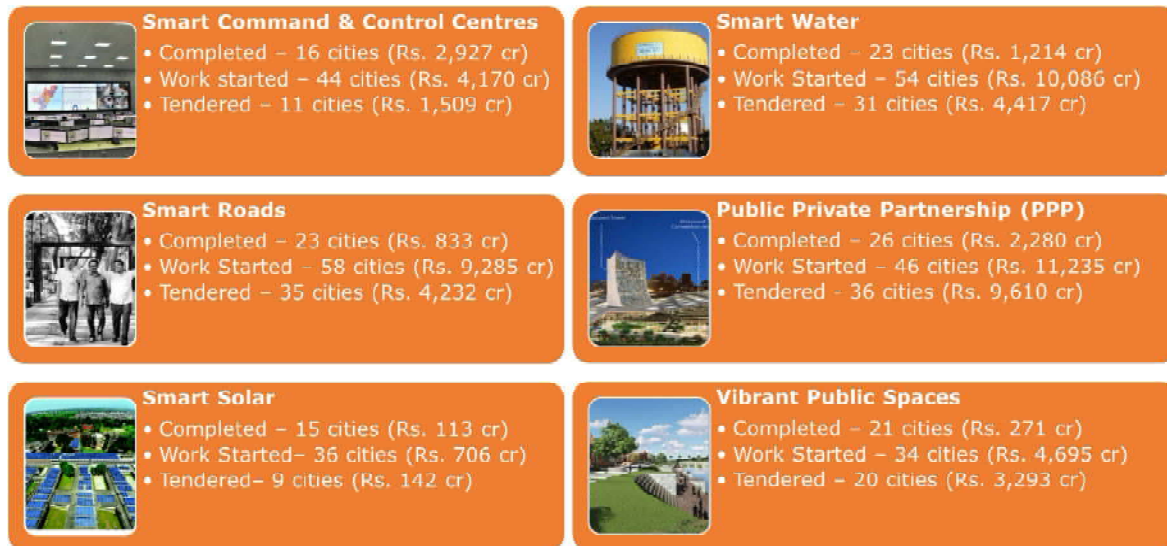 Smart Command & Control Centres
• Completed – 16 cities (Rs. 2,927 cr)
• Work started – 44 cities (Rs. 4,170 cr)
• Tendered – 11 cities (Rs. 1,509 cr)
Smart Water
• Completed – 23 cities (Rs. 1,214 cr)
• Work Started – 54 cities (Rs. 10,086 cr)
• Tendered – 31 cities (Rs. 4,417 cr)
Smart Roads
• Completed – 23 cities (Rs. 833 cr)
• Work Started – 58 cities (Rs. 9,285 cr)
• Tendered – 35 cities (Rs. 4,232 cr)
Public Private Partnership (PPP)
• Completed – 26 cities (Rs. 2,280 cr)
• Work Started – 46 cities (Rs. 11,235 cr)
• Tendered - 36 cities (Rs. 9,610 cr)
Smart Solar
• Completed – 15 cities (Rs. 113 cr)
• Work Started– 36 cities (Rs. 706 cr)
• Tendered– 9 cities (Rs. 142 cr)
Vibrant Public Spaces
• Completed – 21 cities (Rs. 271 cr)
• Work Started – 34 cities (Rs. 4,695 cr)
• Tendered – 20 cities (Rs. 3,293 cr)